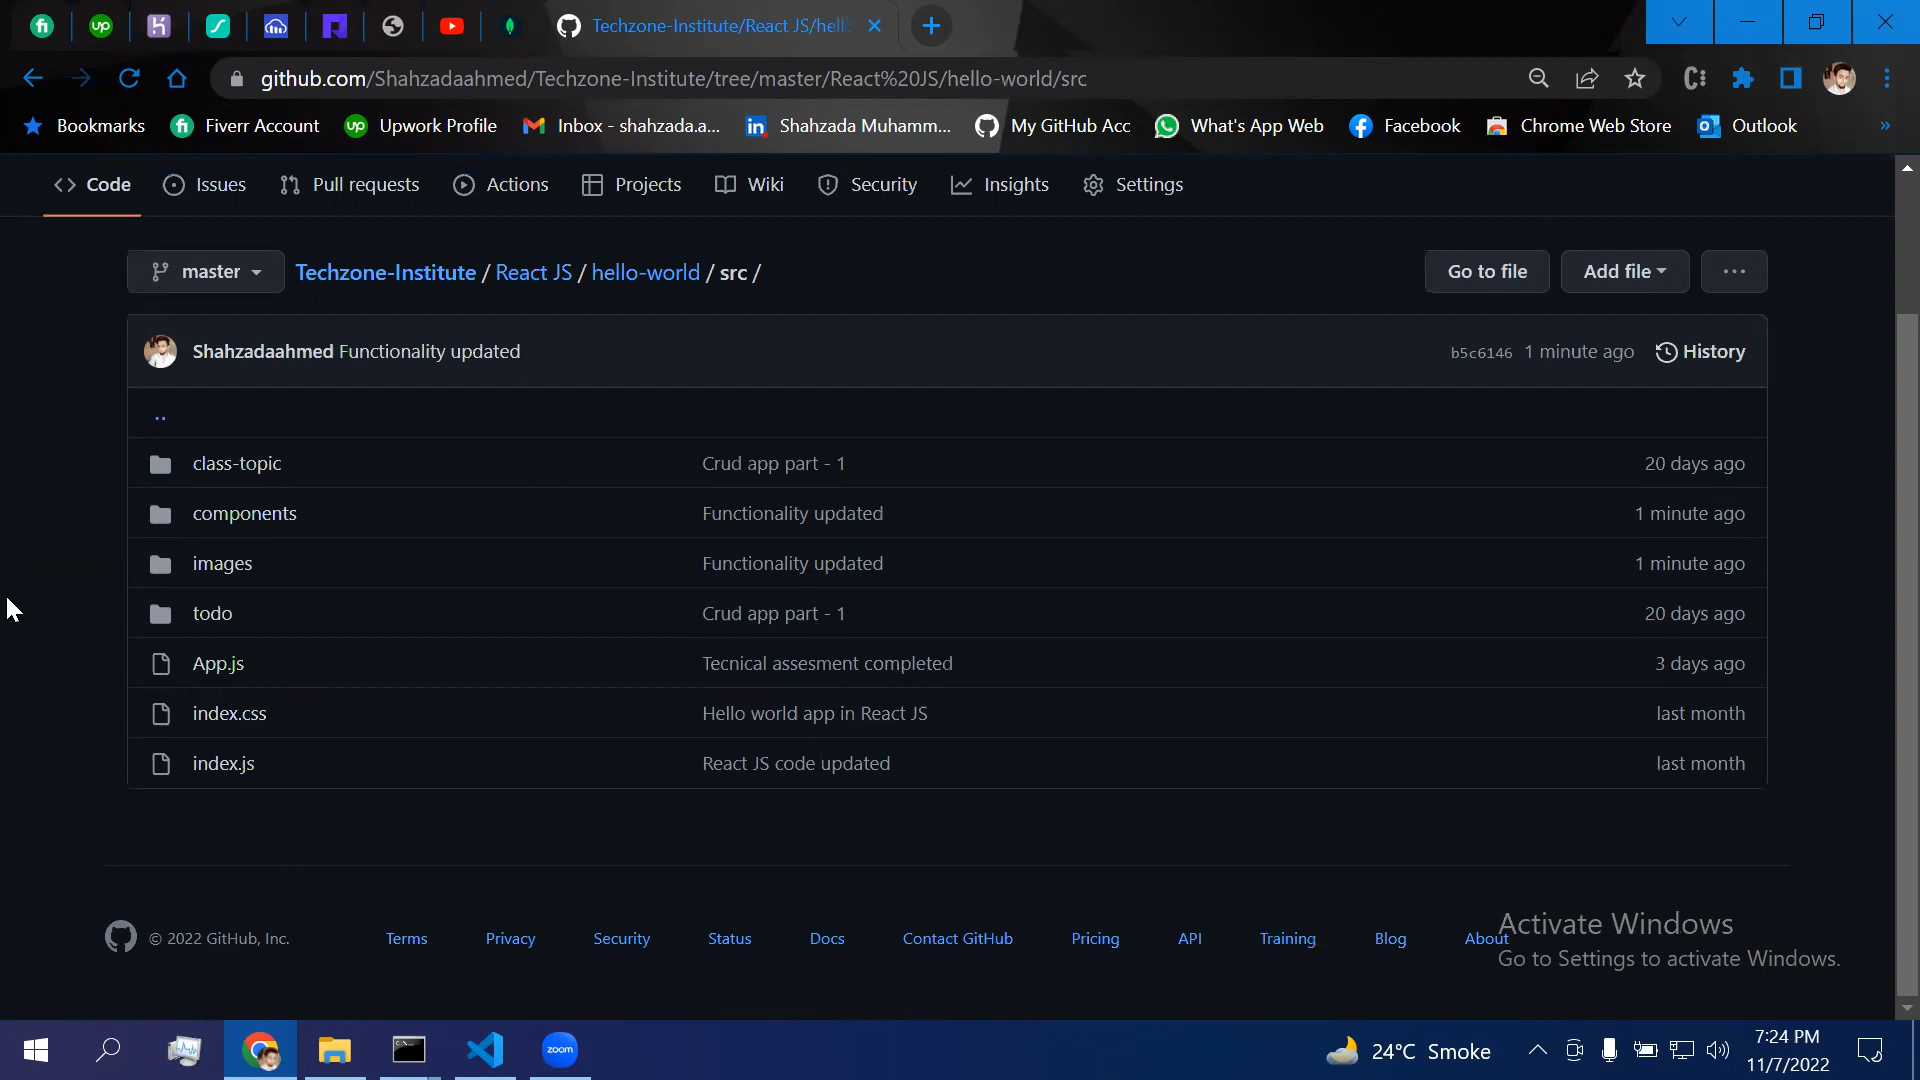 Techzone-Institute/React JS/hell
github.com/Shahzadaahmed/Techzone-Institute/tree/master/React%20JS/hello-world/src
Bookmarks Fiverr Account Upwork Profile Inbox - shahzada.a... Shahzada Muhamm... My GitHub Acc What's App Web Facebook Chrome Web Store Outlook »
Code Issues Pull requests Actions Projects Wiki Security Insights Settings
master Techzone-Institute / React JS / hello-world / src / Go to file Add file ...
Shahzadaahmed Functionality updated b5c6146 1 minute ago History
..
class-topic Crud app part - 1 20 days ago
components Functionality updated 1 minute ago
images Functionality updated 1 minute ago
todo Crud app part - 1 20 days ago
App.js Tecnical assesment completed 3 days ago
index.css Hello world app in React JS last month
index.js React JS code updated last month
© 2022 GitHub, Inc. Terms Privacy Security Status Docs Contact GitHub Pricing API Training Blog About
Activate Windows
Go to Settings to activate Windows.
zoom
24°C Smoke
7:24 PM
11/7/2022